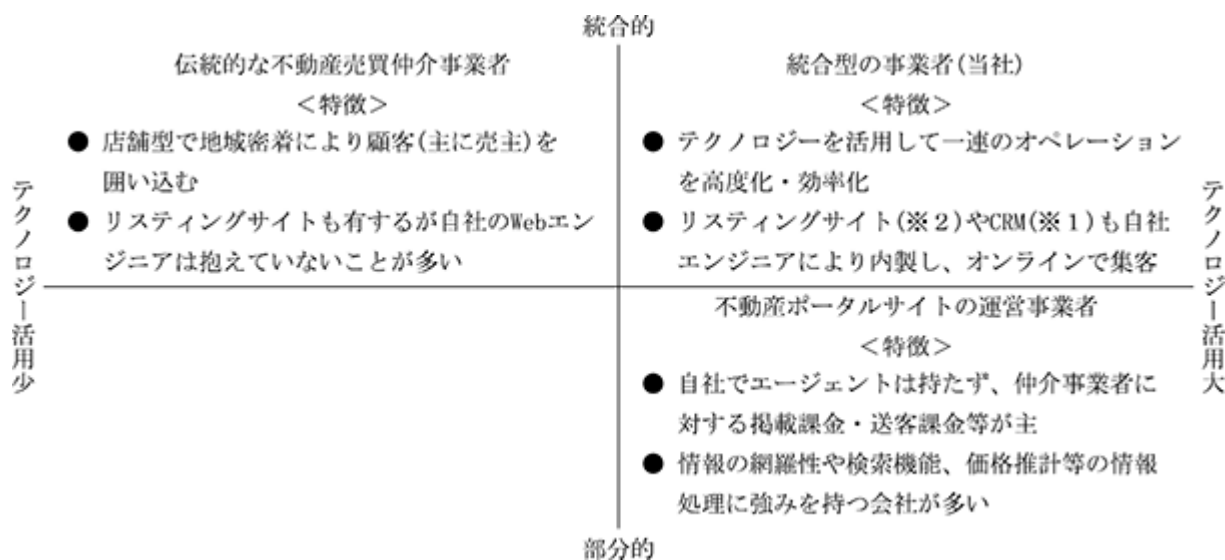 統合的
伝統的な不動産売買仲介事業者
<特徴>
● 店舗型で地域密着により顧客(主に売主)を
囲い込む
● リスティングサイトも有するが自社のWebエン
ジニアは抱えていないことが多い
統合型の事業者(当社)
<特徴>
● テクノロジーを活用して一連のオペレーション
を高度化・効率化
● リスティングサイト(※2)やCRM(※1)も自社
エンジニアにより内製し、オンラインで集客
テクノロジー活用少
テクノロジー活用大
不動産ポータルサイトの運営事業者
<特徴>
● 自社でエージェントは持たず、仲介事業者に
対する掲載課金・送客課金等が主
● 情報の網羅性や検索機能、価格推計等の情報
処理に強みを持つ会社が多い
部分的